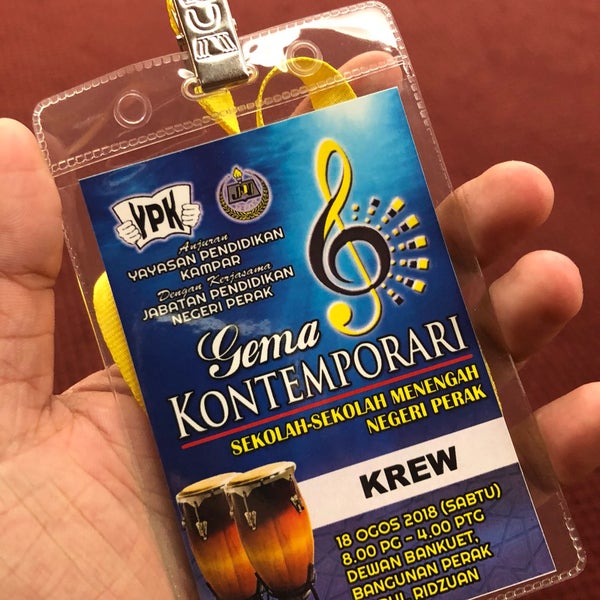 YPK
Anjuran
YAYASAN PENDIDIKAN
KAMPAR
Dengan Kerjasama
JABATAN PENDIDIKAN
NEGERI PERAK
Gema
KONTEMPORARI
SEKOLAH-SEKOLAH MENENGAH
NEGERI PERAK
KREW
18 OGOS 2018 (SABTU)
8.00 PG - 4.00 PTG
DEWAN BANKUET,
BANGUNAN PERAK
RIDZUAN